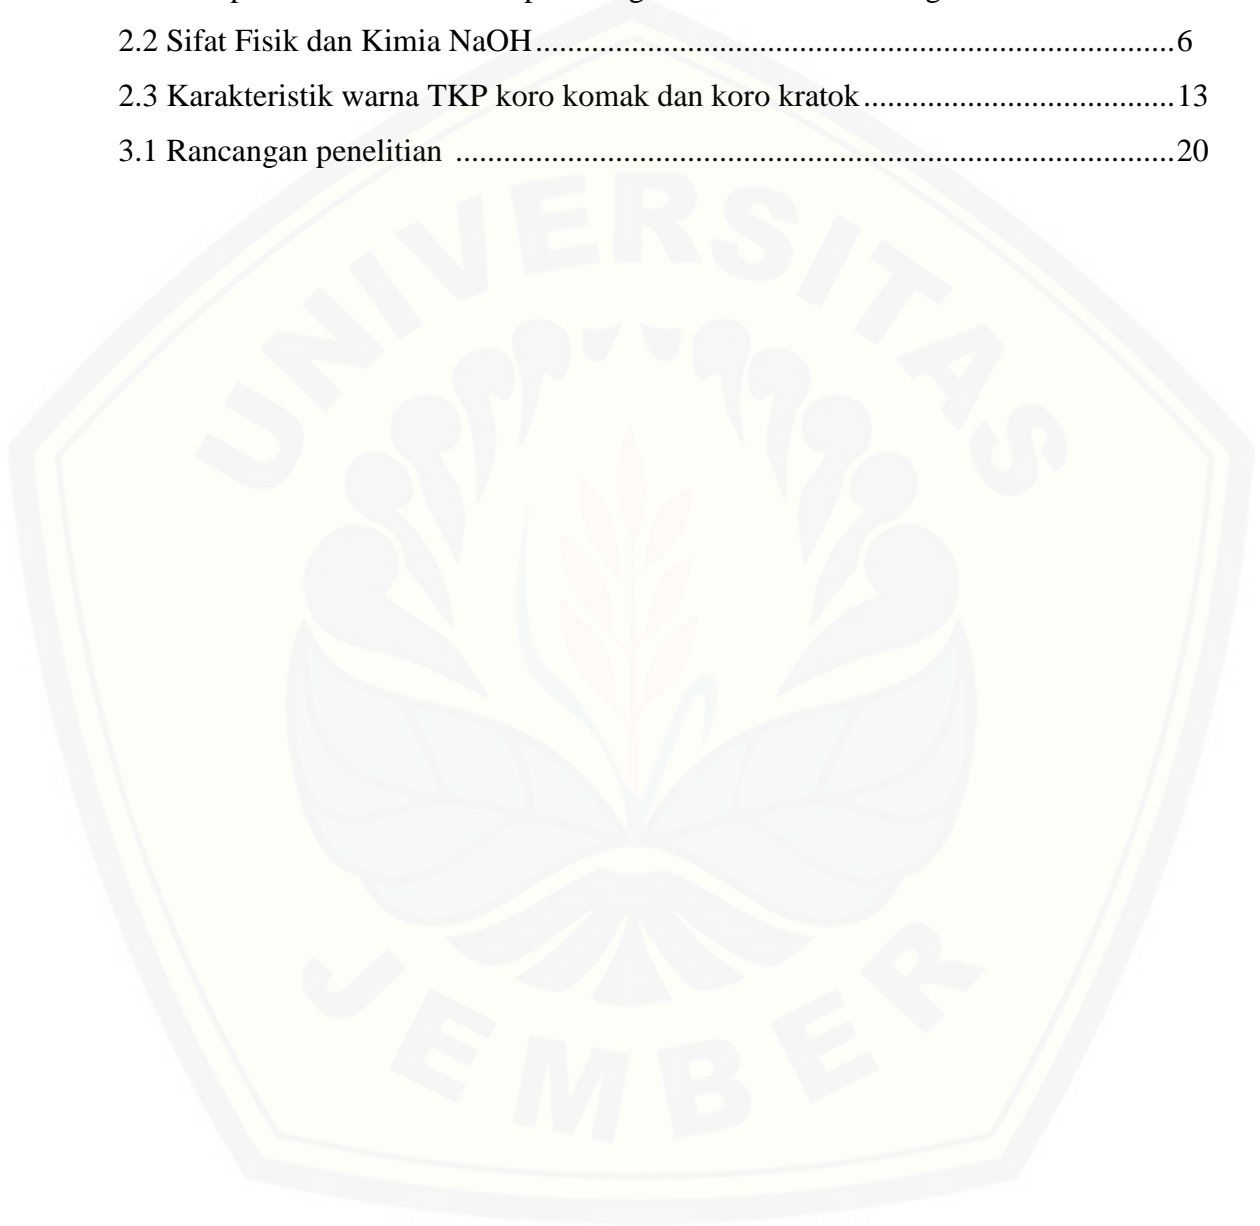 2.2 Sifat Fisik dan Kimia NaOH................................................................................6
2.3 Karakteristik warna TKP koro komak dan koro kratok.......................................13
3.1 Rancangan penelitian ..........................................................................................20
UNIVERSITAS
JEMBER